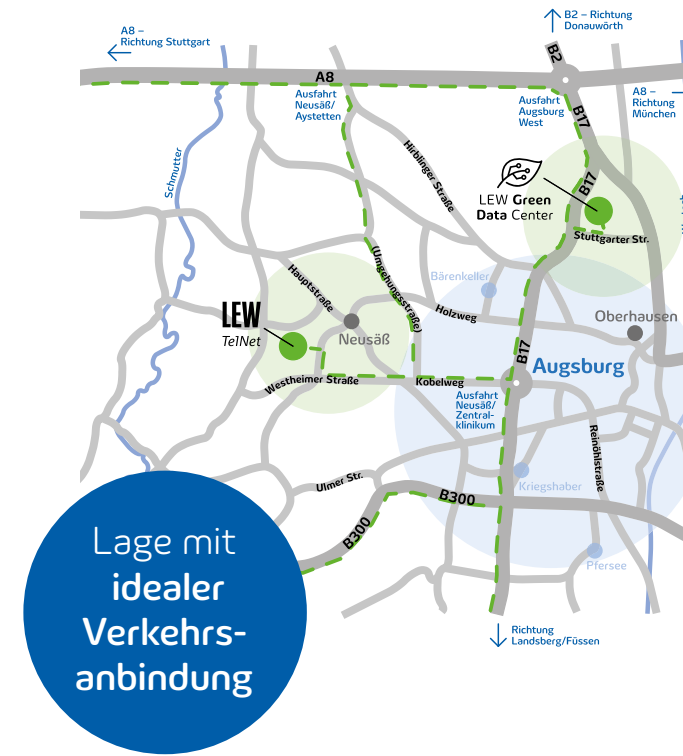 B2 – Richtung
Donauwörth
A8 –
Richtung Stuttgart
B2
A8
Ausfahrt
Neusäß/
Aystetten
Ausfahrt
Augsburg
West
B17
A8 –
Richtung
München
Schmutter
Hirblinger Straße
B17
LEW Green
Data Center
Stuttgarter Str.
(Umgehungsstraße)
Hauptstraße
Bärenkeller
LEW
TelNet
Holzweg
Neusäß
Oberhausen
B17
Augsburg
Westheimer Straße
Kobelweg
Ausfahrt
Neusäß/
Zentral-
klinikum
Reinöhlstraße
Ulmer Str.
Kriegshaber
B300
B300
Pfersee
Lage mit
idealer
Verkehrs-
anbindung
Richtung
Landsberg/Füssen